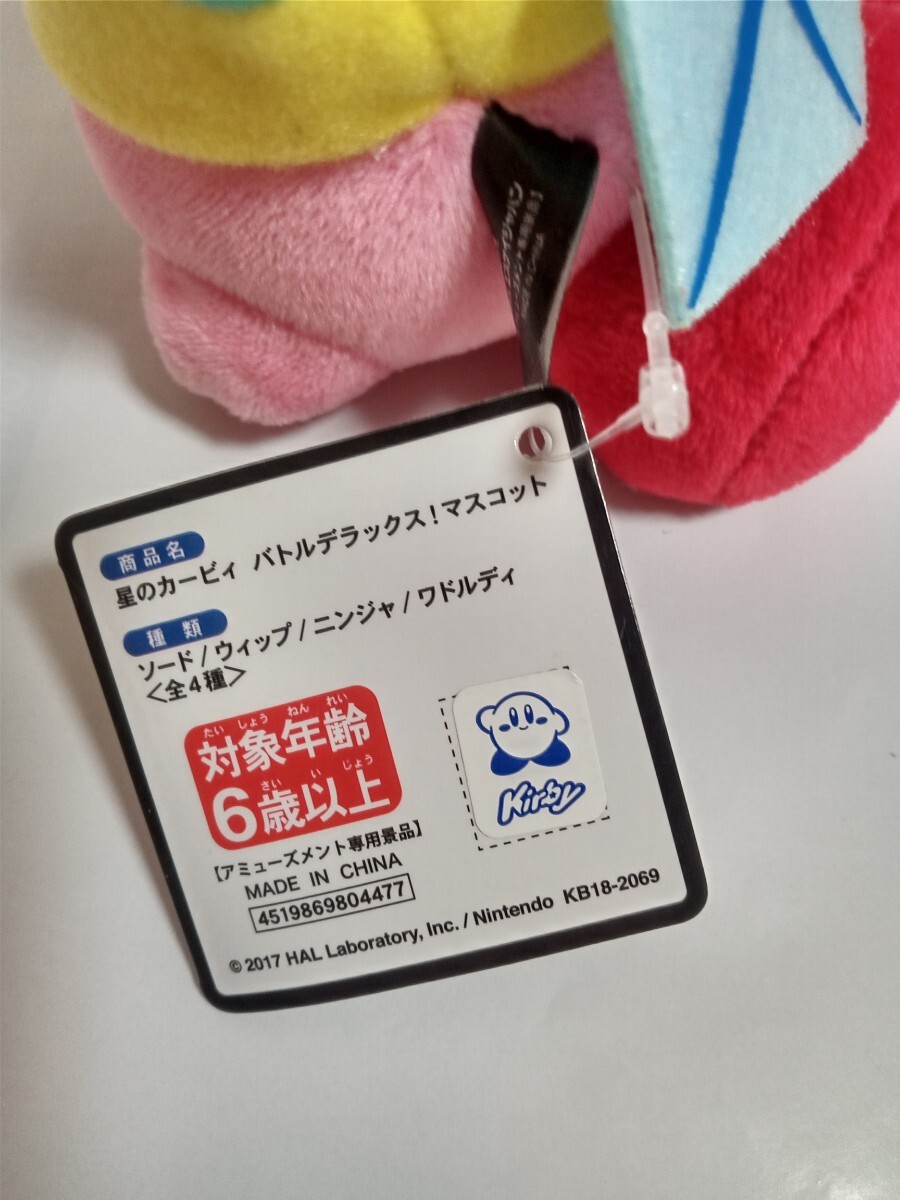 商品名
星のカービィ バトルデラックス!マスコット
種類
ソード/ウィップ/ニンジャ/ワドルディ
<全4種>
たいしょう ねんれい
対象年齢
さい い じょう
6歳以上
【アミューズメント専用景品】
MADE IN CHINA
4519869804477
© 2017 HAL Laboratory, Inc. / Nintendo KB18-2069
Kirby